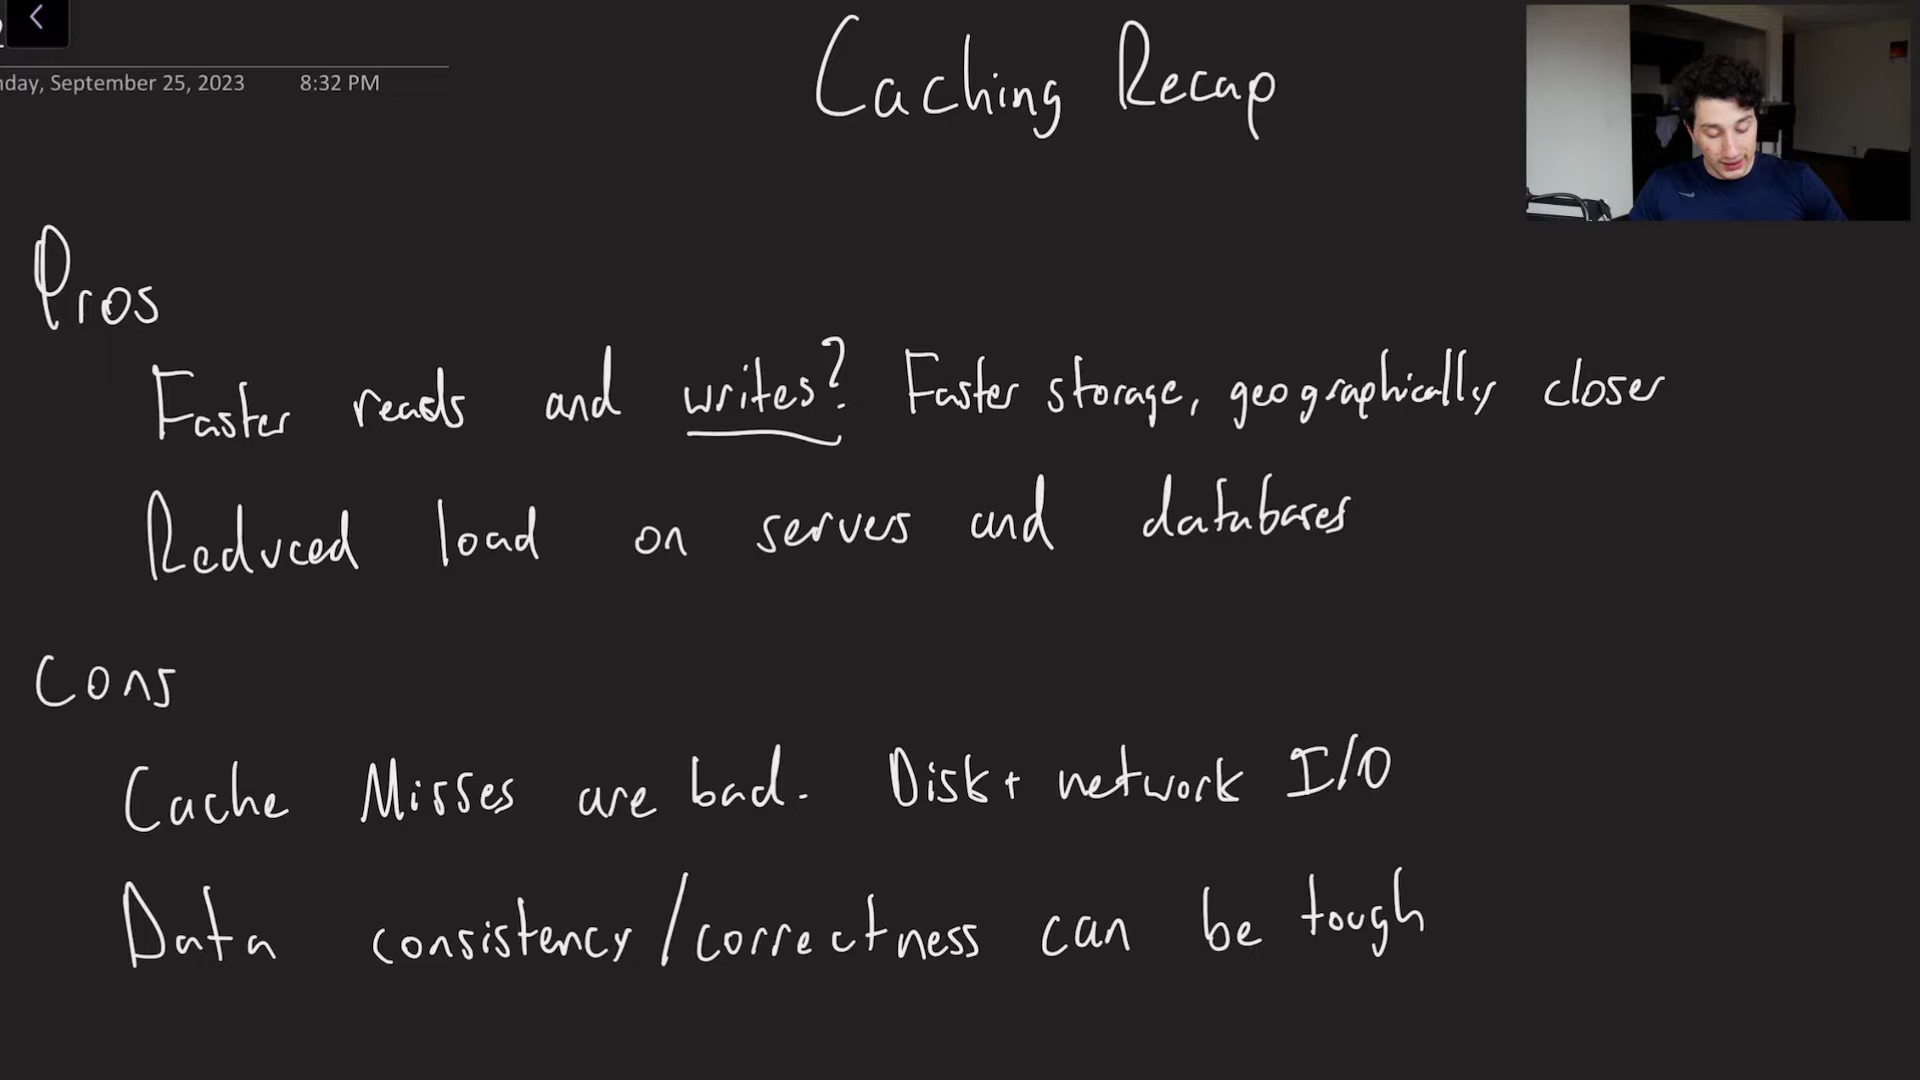 nday, September 25, 2023 8:32 PM
Caching Recap
Pros
Faster reads and writes? Faster storage, geographically closer
Reduced load on servers and databases
Cons
Cache Misses are bad. Disk + network I/O
Data consistency/correctness can be tough